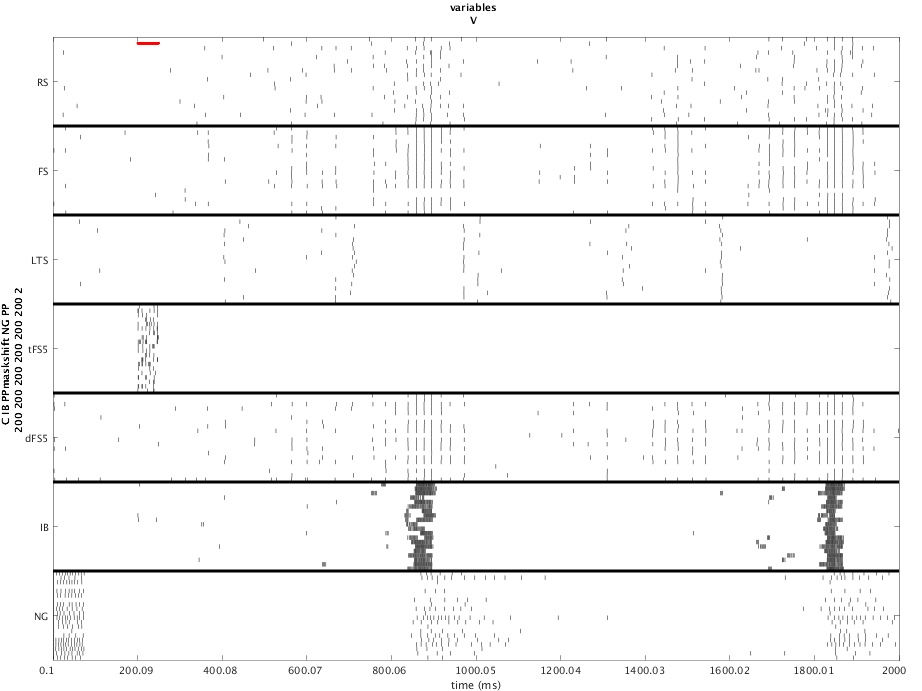 variables
V
RS
FS
LTS
tFS5
dFS5
IB
NG
C IB PPmaskshift NG PP
200 200 200 200 200 200 2
0.1 200.09 400.08 600.07 800.06 1000.05 1200.04 1400.03 1600.02 1800.01 2000
time (ms)